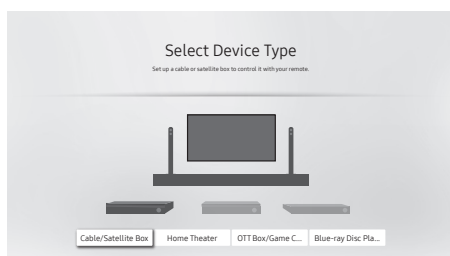 Select Device Type
Set up a cable or satellite box to control it with your remote.
Cable/Satellite Box
Home Theater
OTT Box/Game C...
Blue-ray Disc Pla...